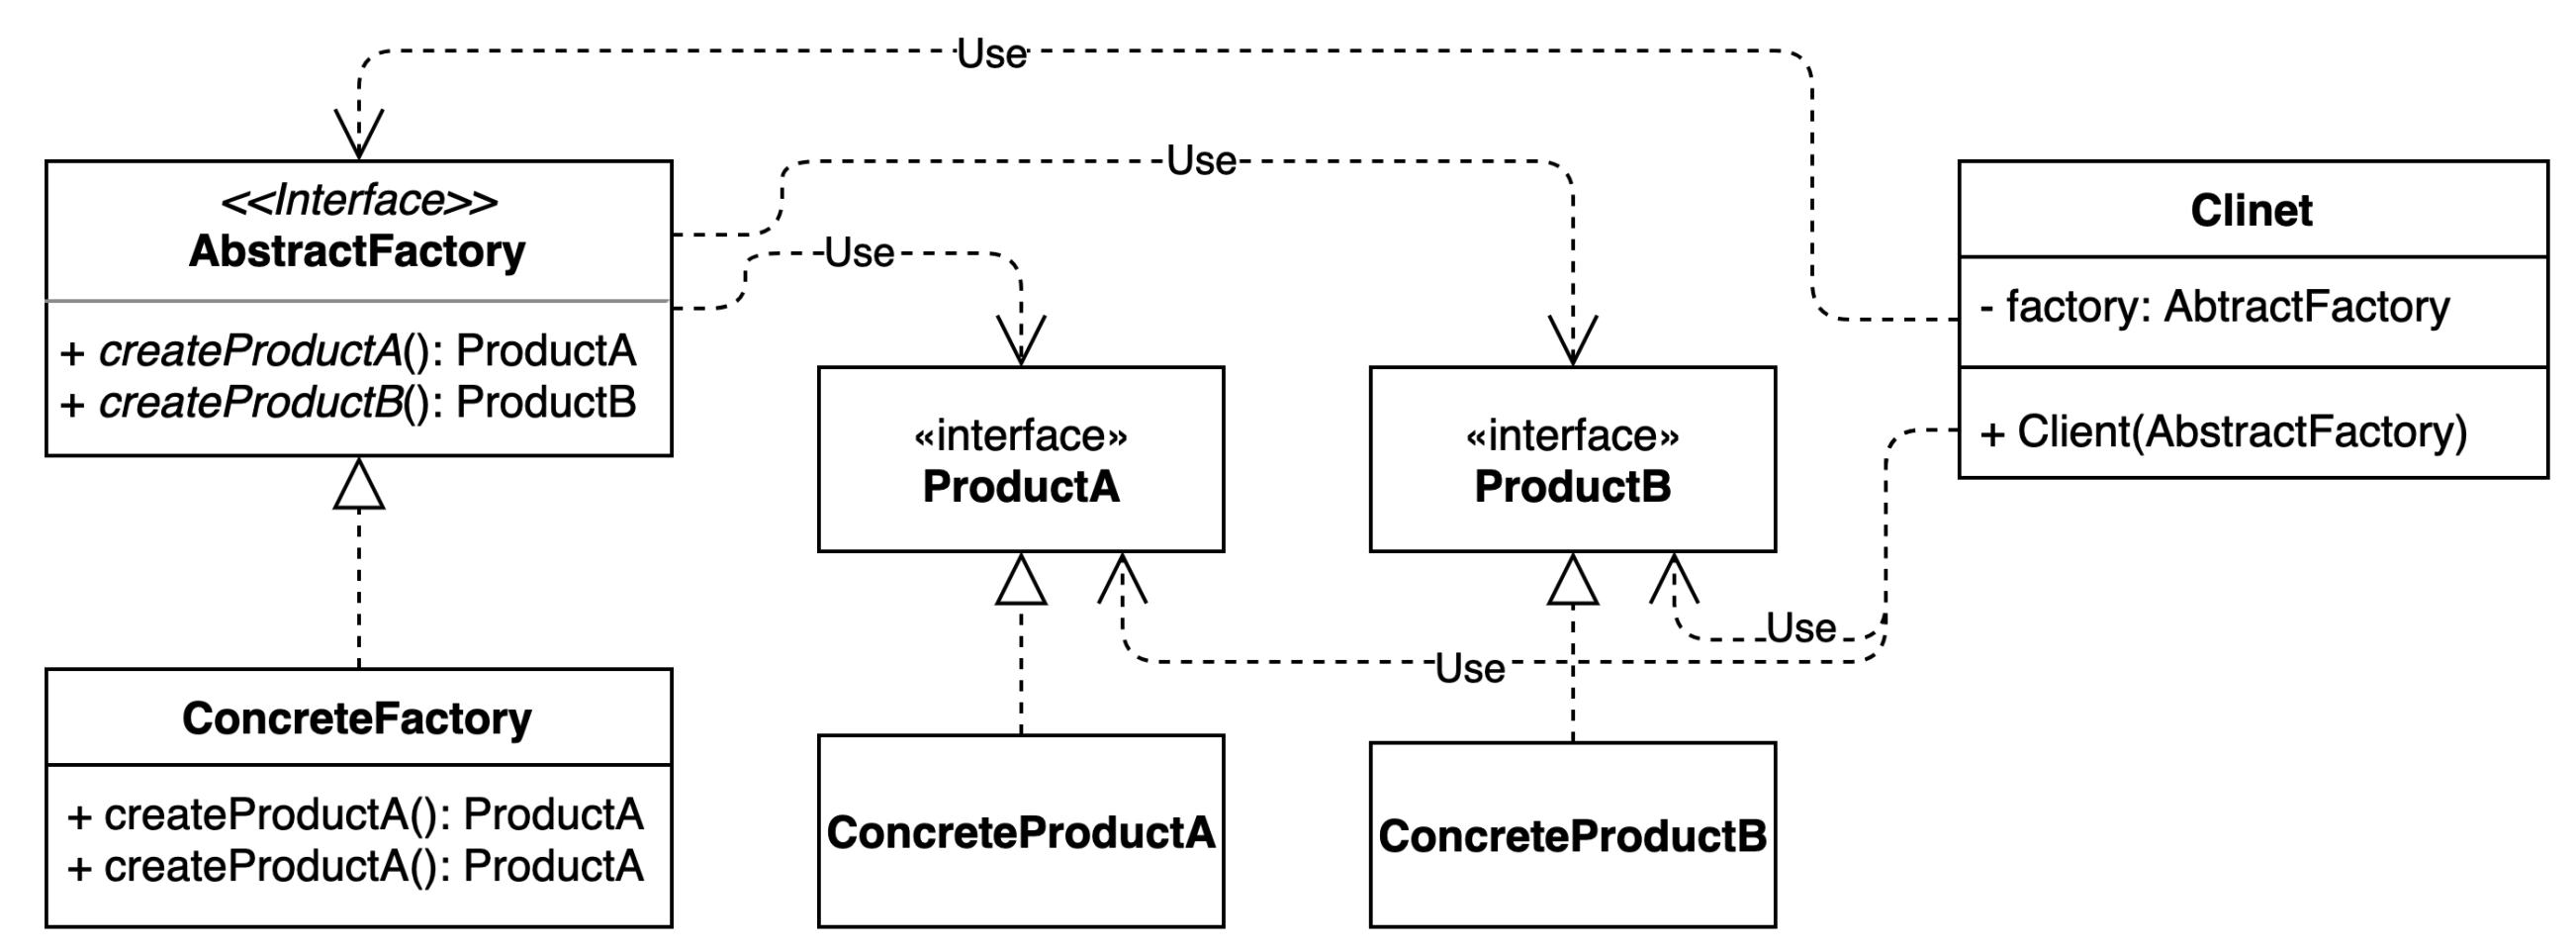 Use
Use
Use
<<Interface>>
AbstractFactory
+ createProductA(): ProductA
+ createProductB(): ProductB
Clinet
- factory: AbtractFactory
+ Client(AbstractFactory)
«interface»
ProductA
«interface»
ProductB
Use
Use
ConcreteFactory
+ createProductA(): ProductA
+ createProductA(): ProductA
ConcreteProductA
ConcreteProductB